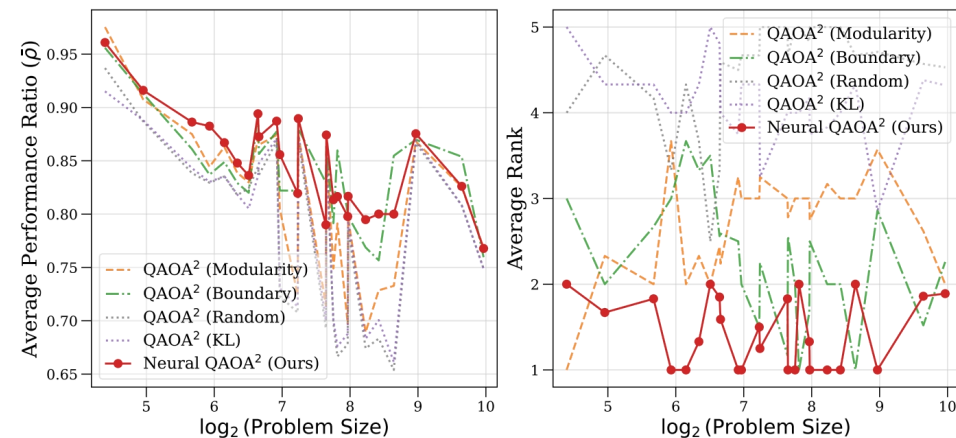 Average Performance Ratio (ρ̄)
0.95
0.90
0.85
0.80
0.75
0.70
0.65
QAOA² (Modularity)
QAOA² (Boundary)
QAOA² (Random)
QAOA² (KL)
Neural QAOA² (Ours)
5 6 7 8 9 10
log₂ (Problem Size)
Average Rank
5
4
3
2
1
QAOA² (Modularity)
QAOA² (Boundary)
QAOA² (Random)
QAOA² (KL)
Neural QAOA² (Ours)
5 6 7 8 9 10
log₂ (Problem Size)